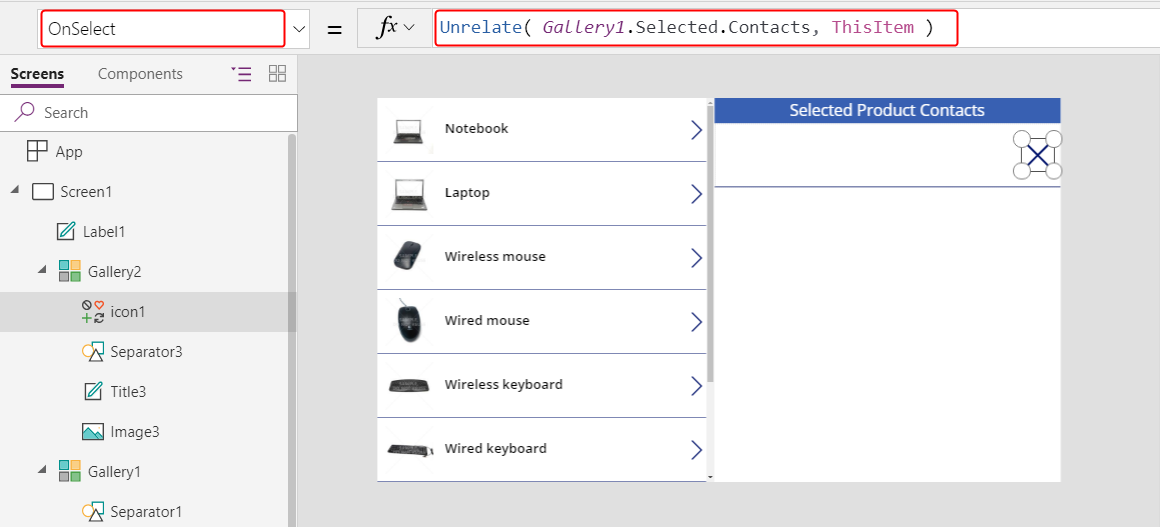 OnSelect
=
fx
Unrelate( Gallery1.Selected.Contacts, ThisItem )
Screens
Components
Search
App
Screen1
Label1
Gallery2
icon1
Separator3
Title3
Image3
Gallery1
Separator1
Notebook
Laptop
Wireless mouse
Wired mouse
Wireless keyboard
Wired keyboard
Selected Product Contacts